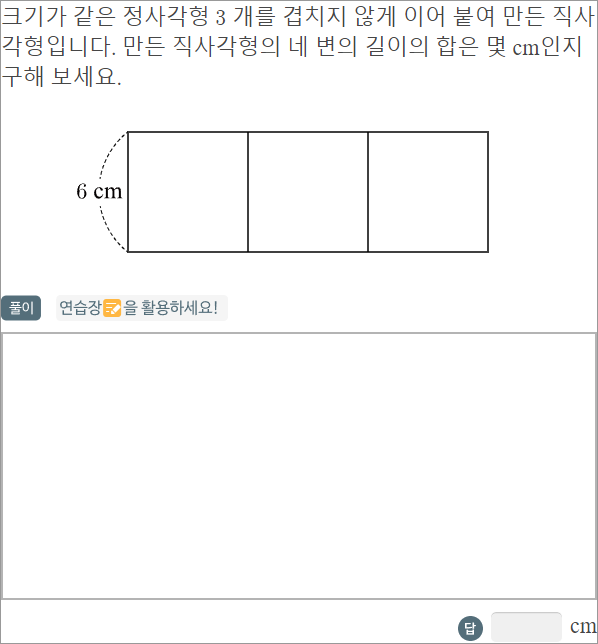 크기가 같은 정사각형 3 개를 겹치지 않게 이어 붙여 만든 직사
각형입니다. 만든 직사각형의 네 변의 길이의 합은 몇 cm인지
구해 보세요.
6 cm
풀이 연습장을 활용하세요!
답 cm